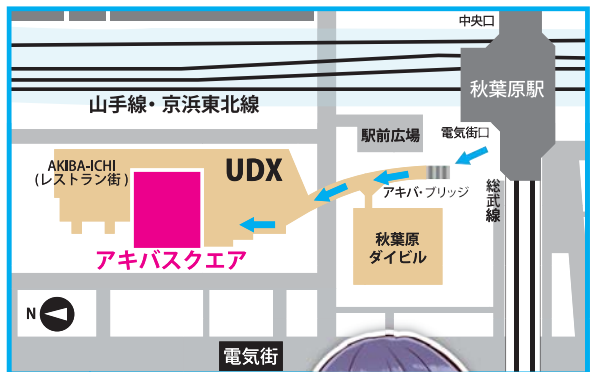 中央口
秋葉原駅
山手線・京浜東北線
駅前広場
電気街口
AKIBA-ICHI
(レストラン街)
UDX
アキバ・ブリッジ
総武線
秋葉原
ダイビル
アキバスクエア
N
電気街